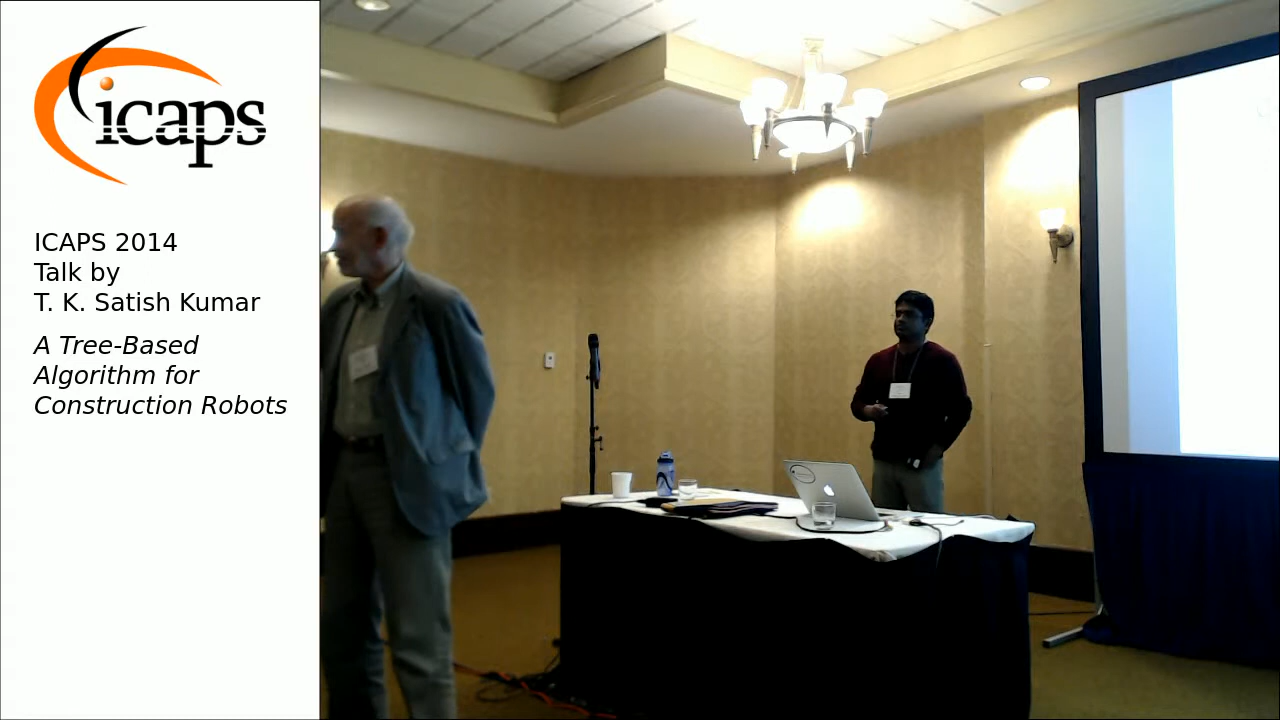 icaps
ICAPS 2014
Talk by
T. K. Satish Kumar
A Tree-Based
Algorithm for
Construction Robots